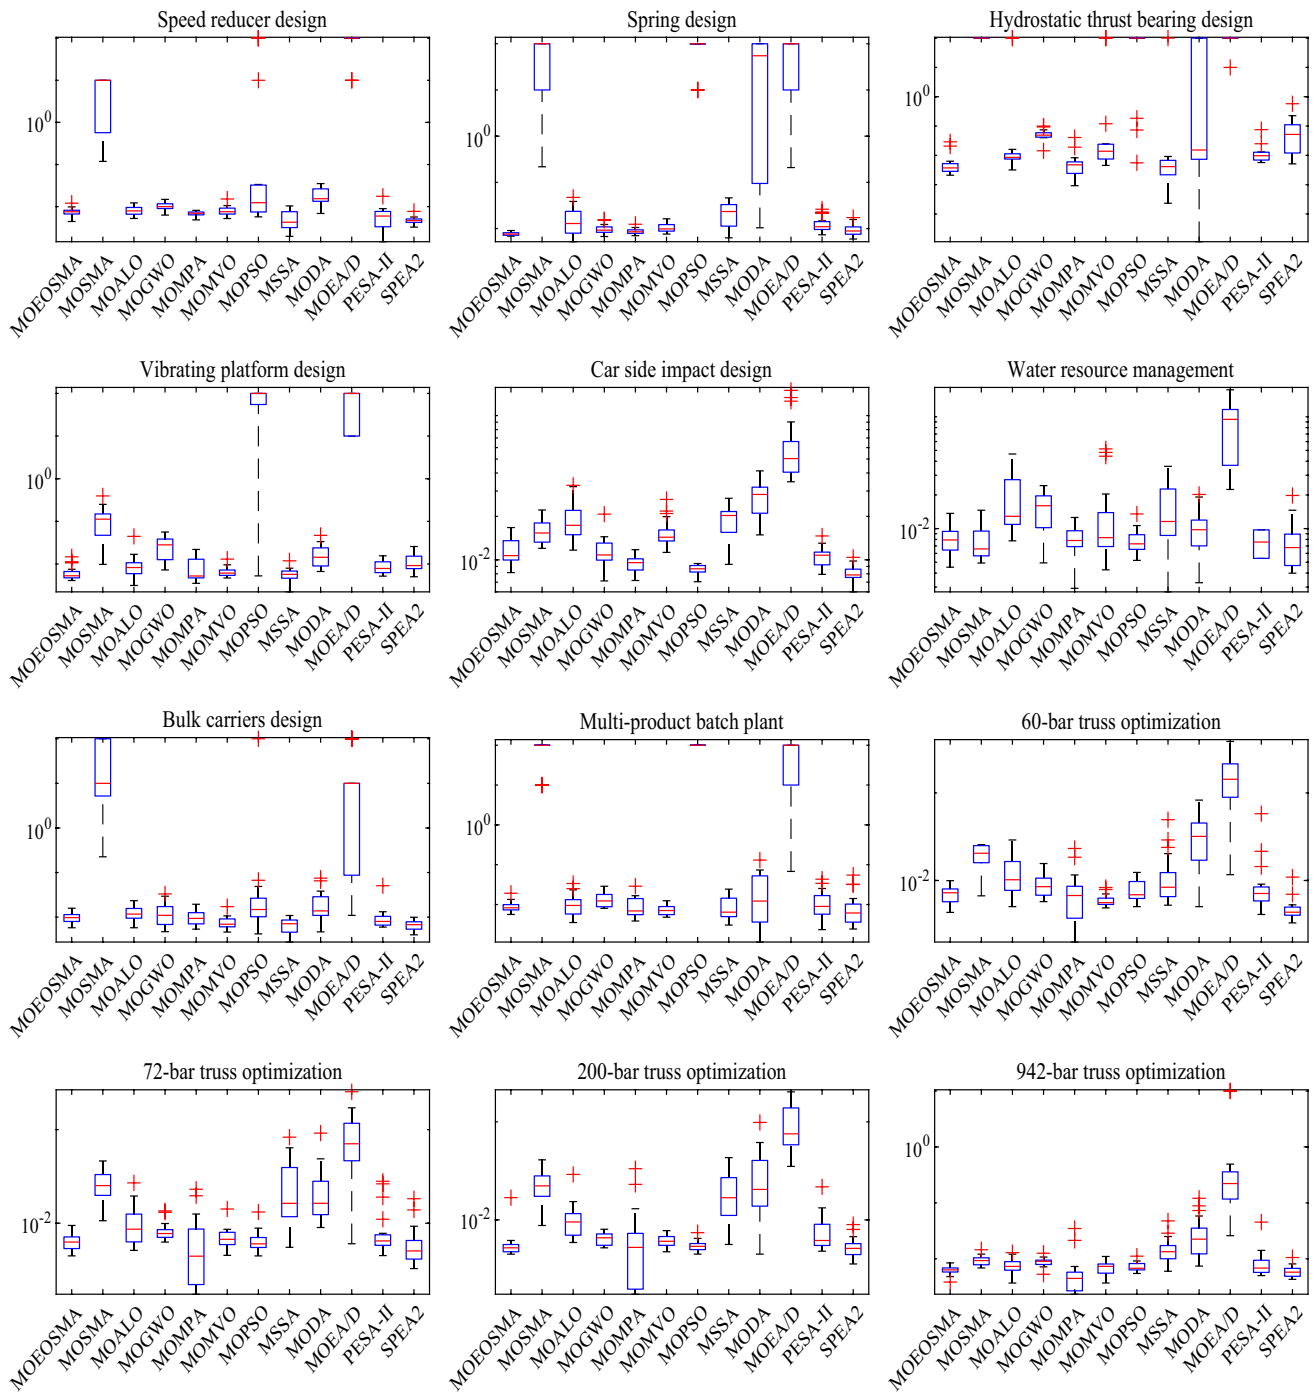 Speed reducer design
Spring design
Hydrostatic thrust bearing design
10^0
10^0
10^0
MOEOSMA MOSMA MOALO MOGWO MOMPA MOMVO MOPSO MSSA MODA MOEA/D PESA-II SPEA2
MOEOSMA MOSMA MOALO MOGWO MOMPA MOMVO MOPSO MSSA MODA MOEA/D PESA-II SPEA2
MOEOSMA MOSMA MOALO MOGWO MOMPA MOMVO MOPSO MSSA MODA MOEA/D PESA-II SPEA2
Vibrating platform design
Car side impact design
Water resource management
10^0
10^-2
10^-2
MOEOSMA MOSMA MOALO MOGWO MOMPA MOMVO MOPSO MSSA MODA MOEA/D PESA-II SPEA2
MOEOSMA MOSMA MOALO MOGWO MOMPA MOMVO MOPSO MSSA MODA MOEA/D PESA-II SPEA2
MOEOSMA MOSMA MOALO MOGWO MOMPA MOMVO MOPSO MSSA MODA MOEA/D PESA-II SPEA2
Bulk carriers design
Multi-product batch plant
60-bar truss optimization
10^0
10^0
10^-2
MOEOSMA MOSMA MOALO MOGWO MOMPA MOMVO MOPSO MSSA MODA MOEA/D PESA-II SPEA2
MOEOSMA MOSMA MOALO MOGWO MOMPA MOMVO MOPSO MSSA MODA MOEA/D PESA-II SPEA2
MOEOSMA MOSMA MOALO MOGWO MOMPA MOMVO MOPSO MSSA MODA MOEA/D PESA-II SPEA2
72-bar truss optimization
200-bar truss optimization
942-bar truss optimization
10^-2
10^-2
10^0
MOEOSMA MOSMA MOALO MOGWO MOMPA MOMVO MOPSO MSSA MODA MOEA/D PESA-II SPEA2
MOEOSMA MOSMA MOALO MOGWO MOMPA MOMVO MOPSO MSSA MODA MOEA/D PESA-II SPEA2
MOEOSMA MOSMA MOALO MOGWO MOMPA MOMVO MOPSO MSSA MODA MOEA/D PESA-II SPEA2